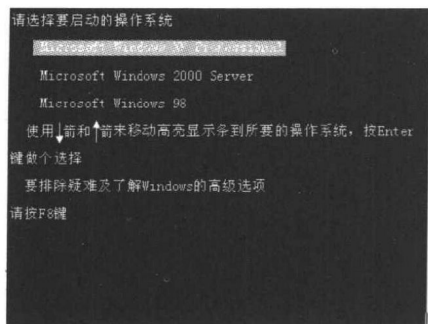 请选择要启动的操作系统
Microsoft Windows XP Professional
Microsoft Windows 2000 Server
Microsoft Windows 98
使用↓箭和↑箭来移动高亮显示条到所要的操作系统，按Enter
键做个选择
要排除疑难及了解Windows的高级选项
请按F8键